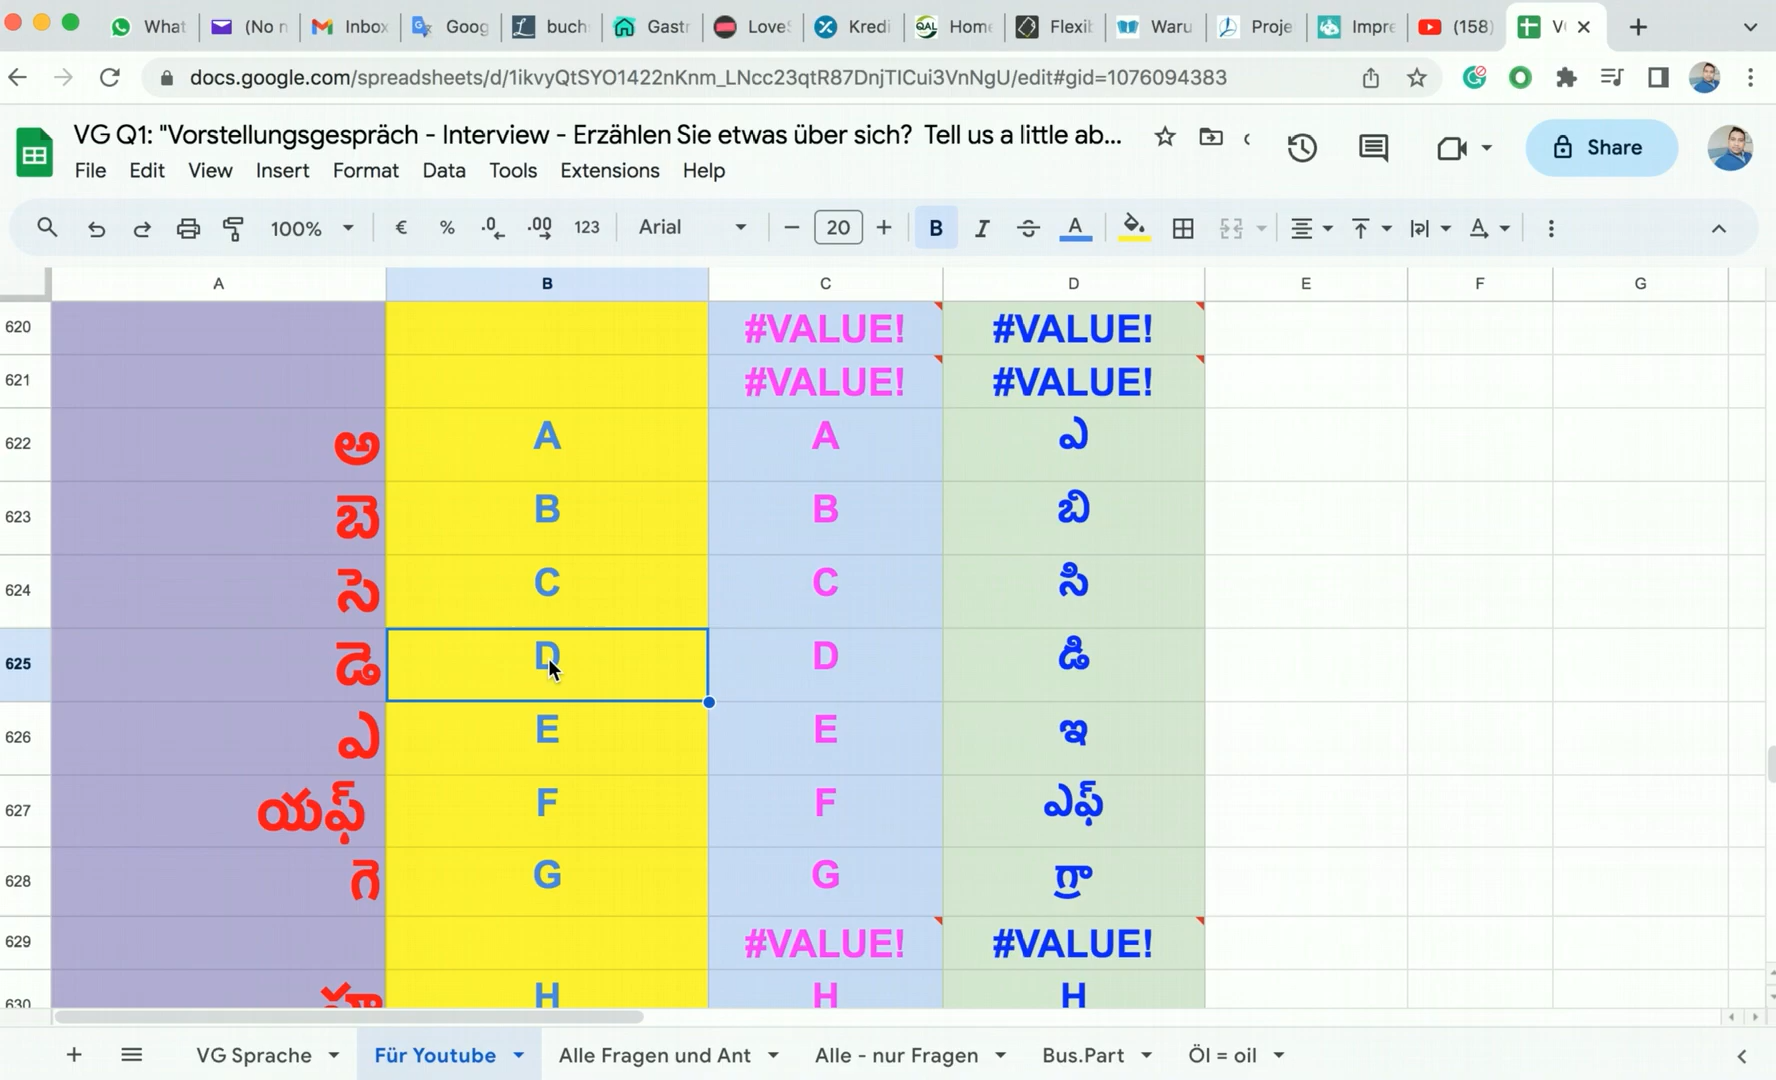 What
(No n
Inbox
Goog
buch
Gastr
Love
Kredi
Home
Flexib
Waru
Proje
Impre
(158)
docs.google.com/spreadsheets/d/1ikvyQtSYO1422nKnm_LNcc23qtR87DnjTICui3VnNgU/edit#gid=1076094383
VG Q1: "Vorstellungsgespräch - Interview - Erzählen Sie etwas über sich? Tell us a little ab...
Share
File Edit View Insert Format Data Tools Extensions Help
100% € % .0 .00 123 Arial 20 B I S A
A B C D E F G
620 #VALUE! #VALUE!
621 #VALUE! #VALUE!
622 అ A A ఎ
623 బె B B బి
624 సె C C సి
625 డె D D డి
626 ఎ E E ఇ
627 యఫ్ F F ఎఫ్
628 గె G G గ్రా
629 #VALUE! #VALUE!
630 హా H H H
VG Sprache
Für Youtube
Alle Fragen und Ant
Alle - nur Fragen
Bus.Part
Öl = oil